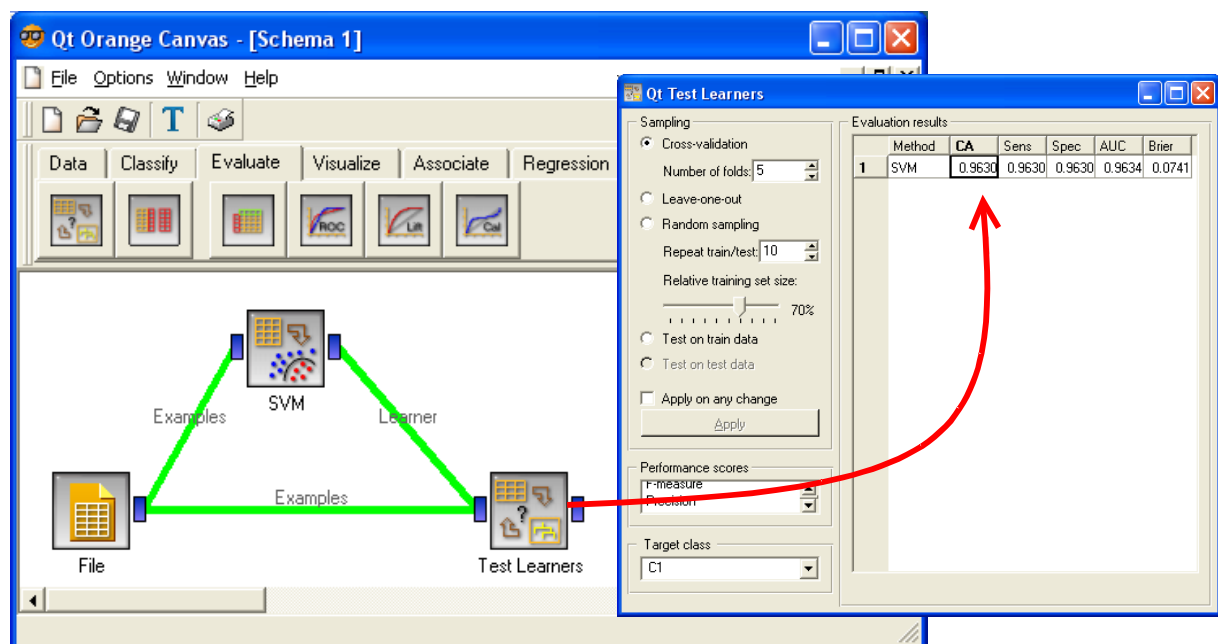 Qt Orange Canvas - [Schema 1]
File Options Window Help
T
Data Classify Evaluate Visualize Associate Regression
? ROC Lift Cal
Examples
SVM
Learner
Examples
?
File
Test Learners
Qt Test Learners
Sampling
Cross-validation
Number of folds: 5
Leave-one-out
Random sampling
Repeat train/test: 10
Relative training set size:
70%
Test on train data
Test on test data
Apply on any change
Apply
Performance scores
F-measure
Precision
Target class
C1
Evaluation results
Method CA Sens Spec AUC Brier
1 SVM 0.9630 0.9630 0.9630 0.9634 0.0741